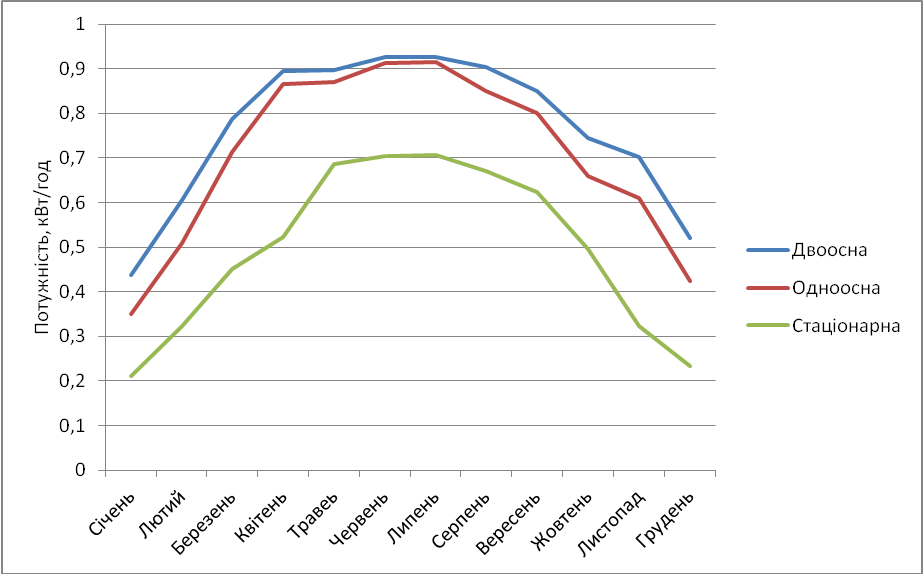 1
0,9
0,8
0,7
0,6
0,5
0,4
0,3
0,2
0,1
0
Потужність, кВт/год
Січень
Лютий
Березень
Квітень
Травеь
Червень
Липень
Серпень
Вересень
Жовтень
Листопад
Грудень
Двоосна
Одноосна
Стаціонарна